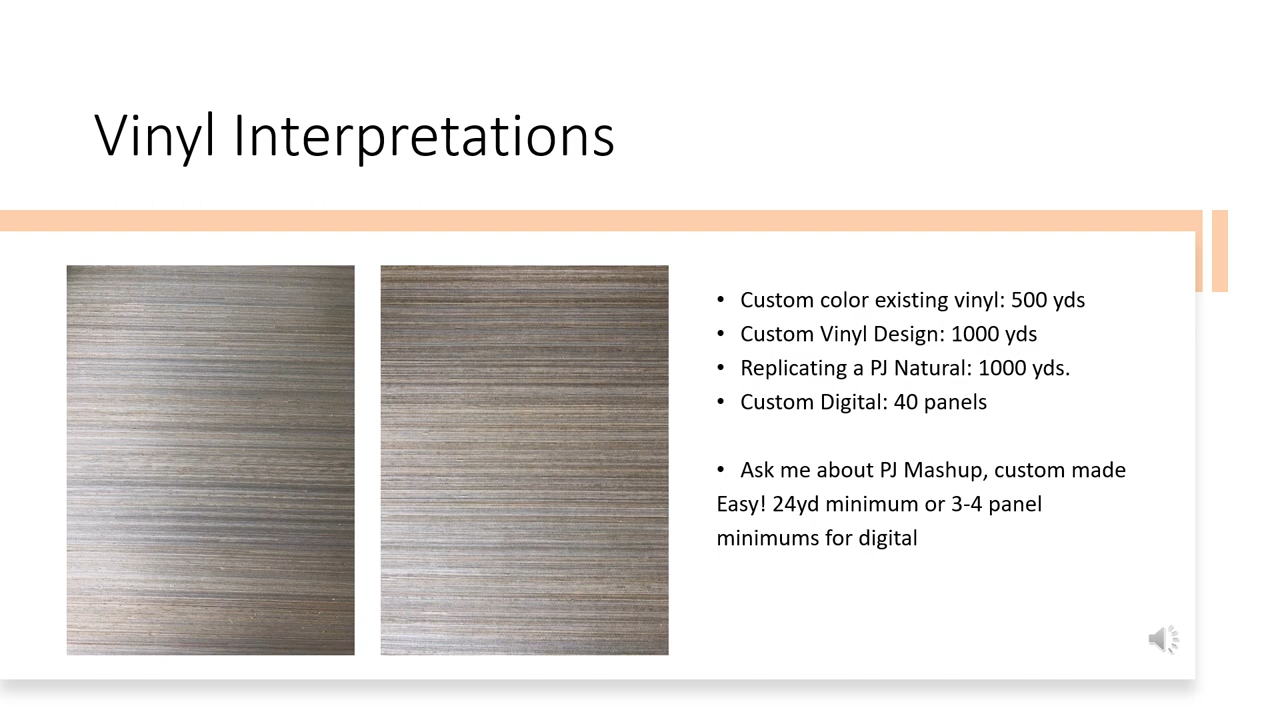 Vinyl Interpretations
• Custom color existing vinyl: 500 yds
• Custom Vinyl Design: 1000 yds
• Replicating a PJ Natural: 1000 yds.
• Custom Digital: 40 panels
• Ask me about PJ Mashup, custom made
Easy! 24yd minimum or 3-4 panel
minimums for digital